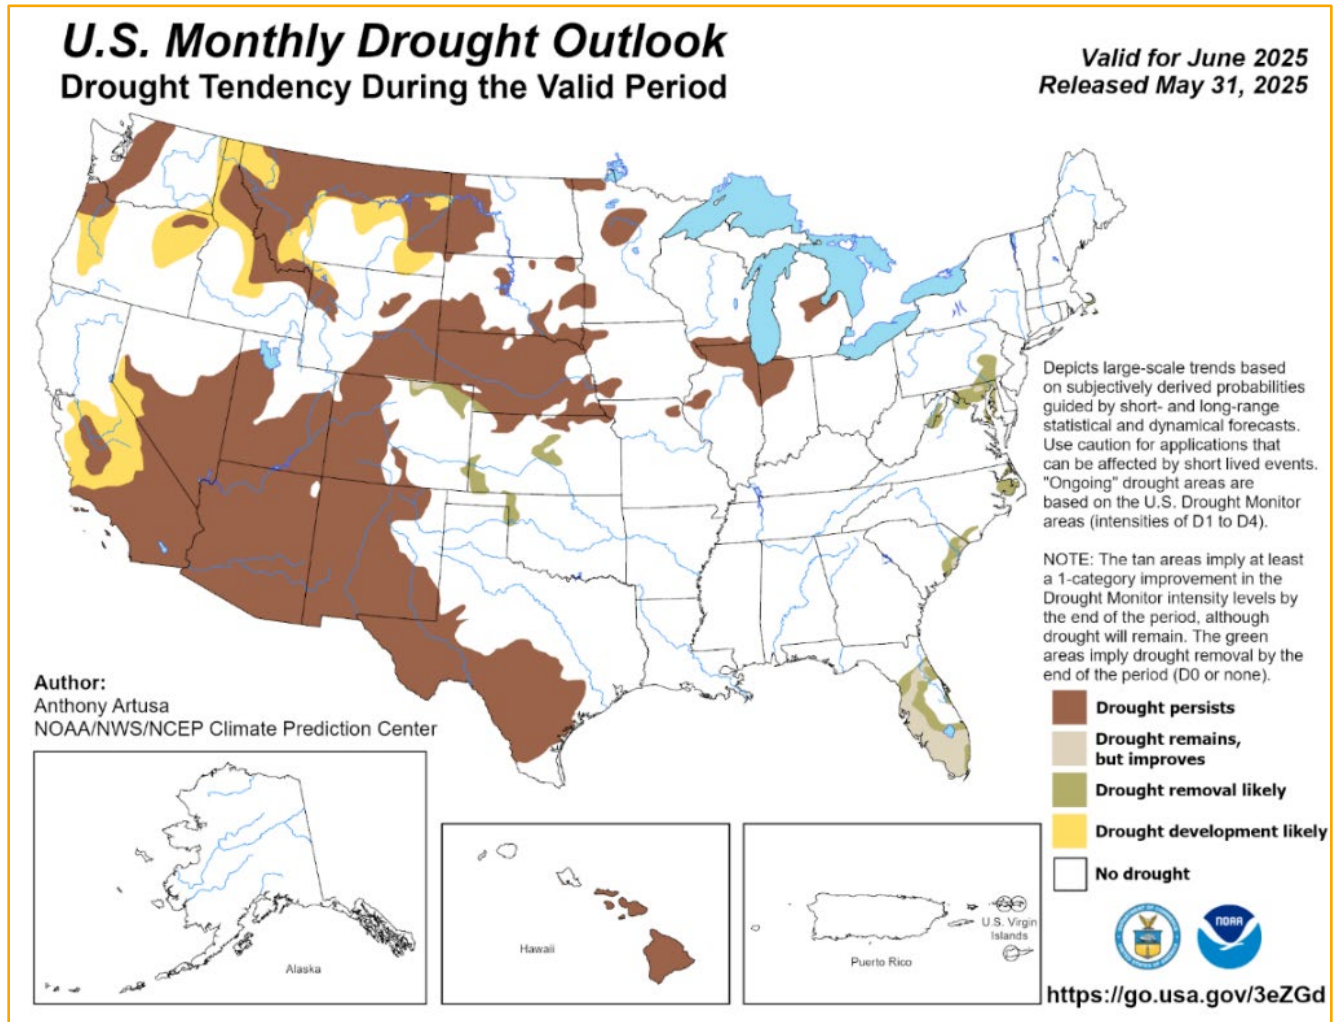 U.S. Monthly Drought Outlook
Drought Tendency During the Valid Period
Valid for June 2025
Released May 31, 2025
Depicts large-scale trends based
on subjectively derived probabilities
guided by short- and long-range
statistical and dynamical forecasts.
Use caution for applications that
can be affected by short lived events.
"Ongoing" drought areas are
based on the U.S. Drought Monitor
areas (intensities of D1 to D4).
NOTE: The tan areas imply at least
a 1-category improvement in the
Drought Monitor intensity levels by
the end of the period, although
drought will remain. The green
areas imply drought removal by the
end of the period (D0 or none).
Author:
Anthony Artusa
NOAA/NWS/NCEP Climate Prediction Center
Drought persists
Drought remains,
but improves
Drought removal likely
Drought development likely
No drought
Alaska
Hawaii
Puerto Rico
U.S. Virgin
Islands
NOAA
https://go.usa.gov/3eZGd